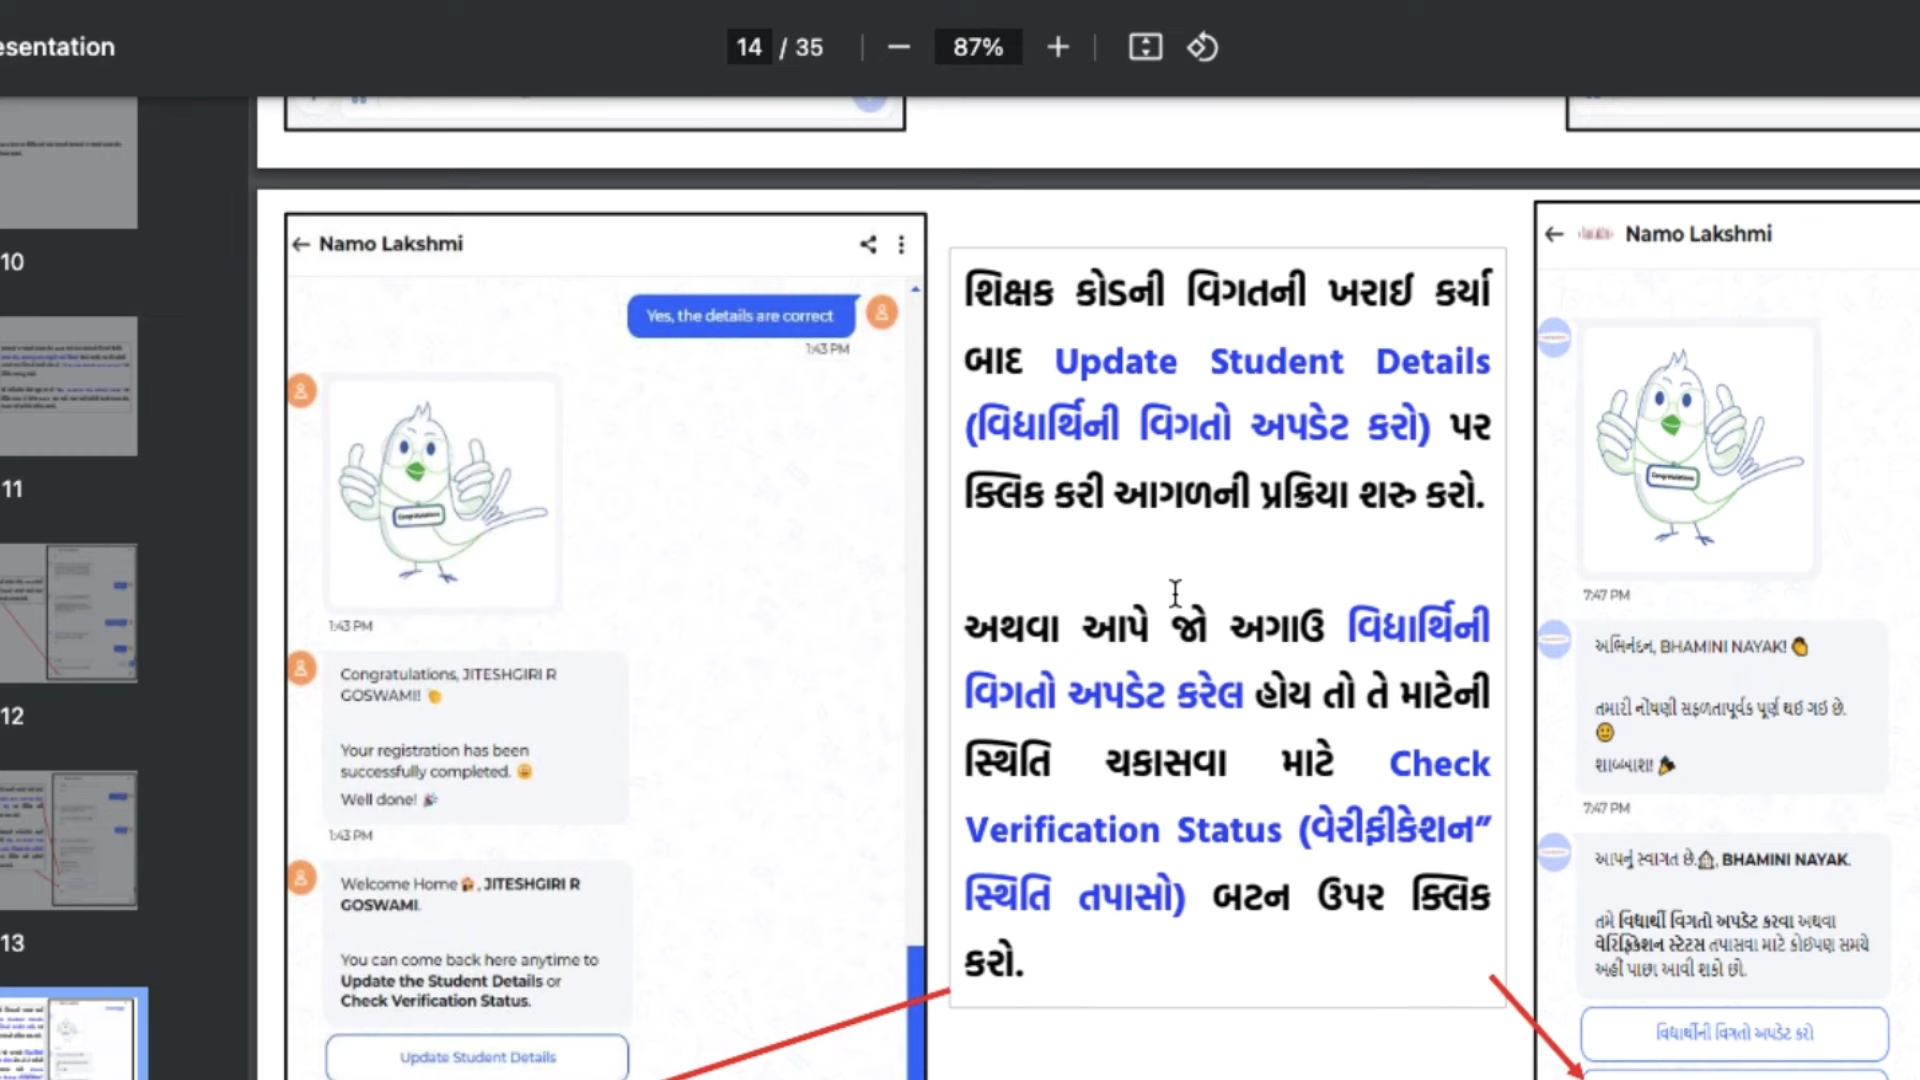 esentation
14 / 35
87%
10
11
12
13
Namo Lakshmi
Yes, the details are correct
1:43 PM
Congratulations
1:43 PM
Congratulations, JITESHGIRI R
GOSWAMI! 👏
Your registration has been
successfully completed. 😀
Well done! 🎉
1:43 PM
Welcome Home 🏠, JITESHGIRI R
GOSWAMI.
You can come back here anytime to
Update the Student Details or
Check Verification Status.
Update Student Details
શિક્ષક કોડની વિગતની ખરાઈ કર્યા
બાદ Update Student Details
(વિદ્યાર્થિની વિગતો અપડેટ કરો) પર
ક્લિક કરી આગળની પ્રક્રિયા શરુ કરો.
અથવા આપે જો અગાઉ વિદ્યાર્થિની
વિગતો અપડેટ કરેલ હોય તો તે માટેની
સ્થિતિ ચકાસવા માટે Check
Verification Status (વેરીફીકેશન”
સ્થિતિ તપાસો) બટન ઉપર ક્લિક
કરો.
Namo Lakshmi
Congratulations
7:47 PM
અભિનંદન, BHAMINI NAYAK! 👏
તમારી નોંધણી સફળતાપૂર્વક પૂર્ણ થઈ ગઈ છે.
🙂
શાબ્બાશ! 🎉
7:47 PM
આપનું સ્વાગત છે.🏠, BHAMINI NAYAK.
તમે વિદ્યાર્થી વિગતો અપડેટ કરવા અથવા
વેરિફિકેશન સ્ટેટસ તપાસવા માટે કોઈપણ સમયે
અહીં પાછા આવી શકો છો.
વિદ્યાર્થીની વિગતો અપડેટ કરો